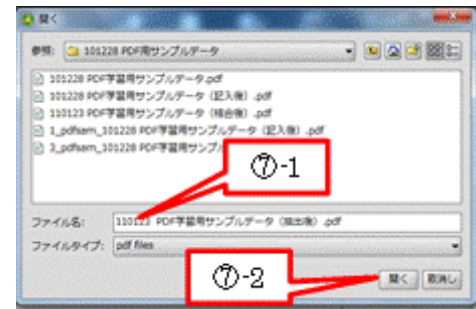 開く
参照: 101228 PDF用サンプルデータ
101228 PDF学習用サンプルデータ.pdf
101228 PDF学習用サンプルデータ（記入後）.pdf
110123 PDF学習用サンプルデータ（結合後）.pdf
1_pdfsam_101228 PDF学習用サンプルデータ（記入後）.pdf
3_pdfsam_101228 PDF学習用サンプル
⑦-1
ファイル名: 110123 PDF学習用サンプルデータ（抽出後）.pdf
ファイルタイプ: pdf files
⑦-2
開く 取消し